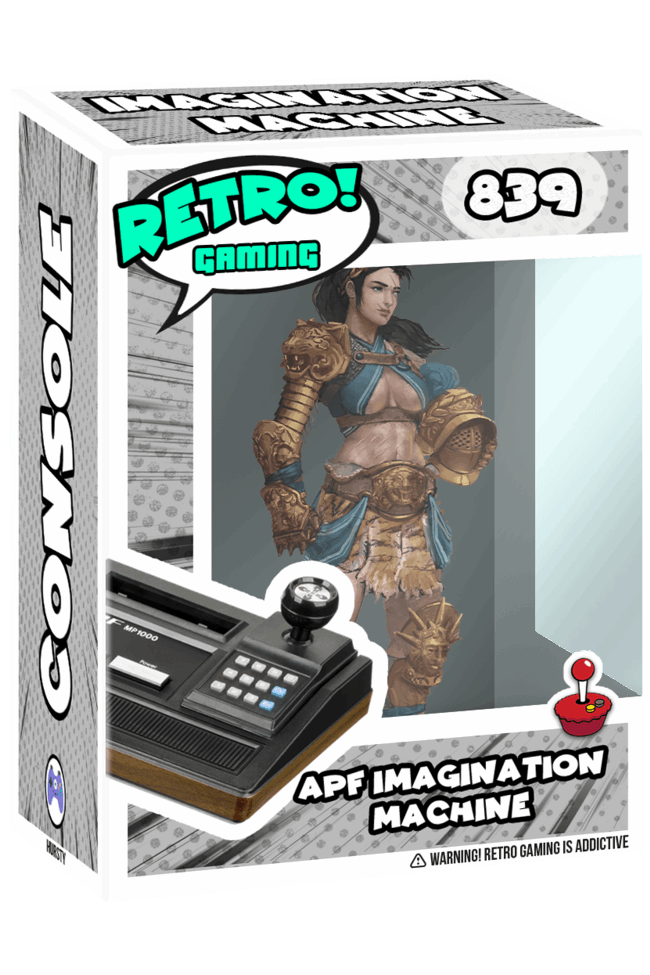 IMAGINATION
MACHINE
RETRO!
GAMING
839
CONSOLE
MP1000
Power
APF IMAGINATION
MACHINE
WARNING! RETRO GAMING IS ADDICTIVE
HURSTY